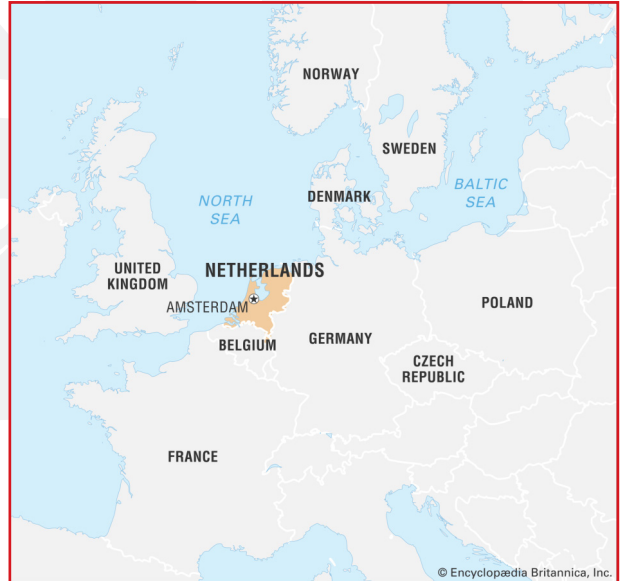 NORWAY
SWEDEN
NORTH
SEA
DENMARK
BALTIC
SEA
UNITED
KINGDOM
NETHERLANDS
AMSTERDAM
POLAND
BELGIUM
GERMANY
CZECH
REPUBLIC
FRANCE
© Encyclopædia Britannica, Inc.